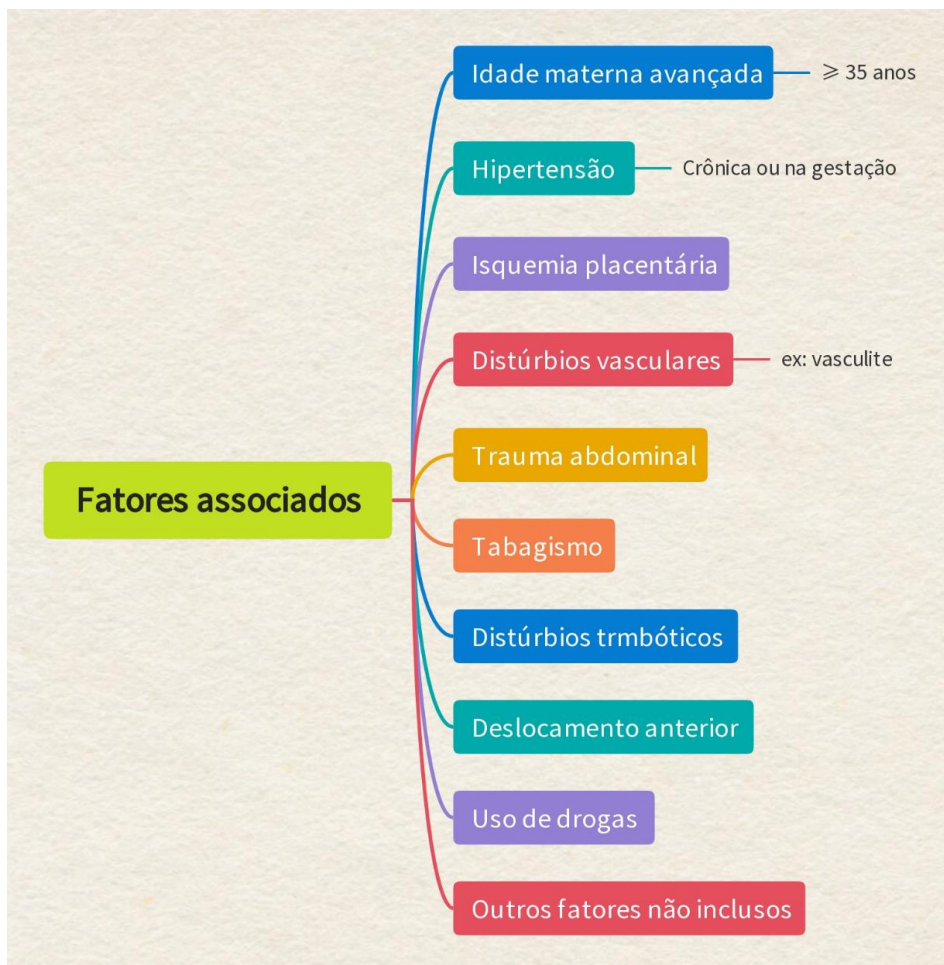 Idade materna avançada
⩾ 35 anos
Hipertensão
Crônica ou na gestação
Isquemia placentária
Distúrbios vasculares
ex: vasculite
Trauma abdominal
Fatores associados
Tabagismo
Distúrbios trmbóticos
Deslocamento anterior
Uso de drogas
Outros fatores não inclusos